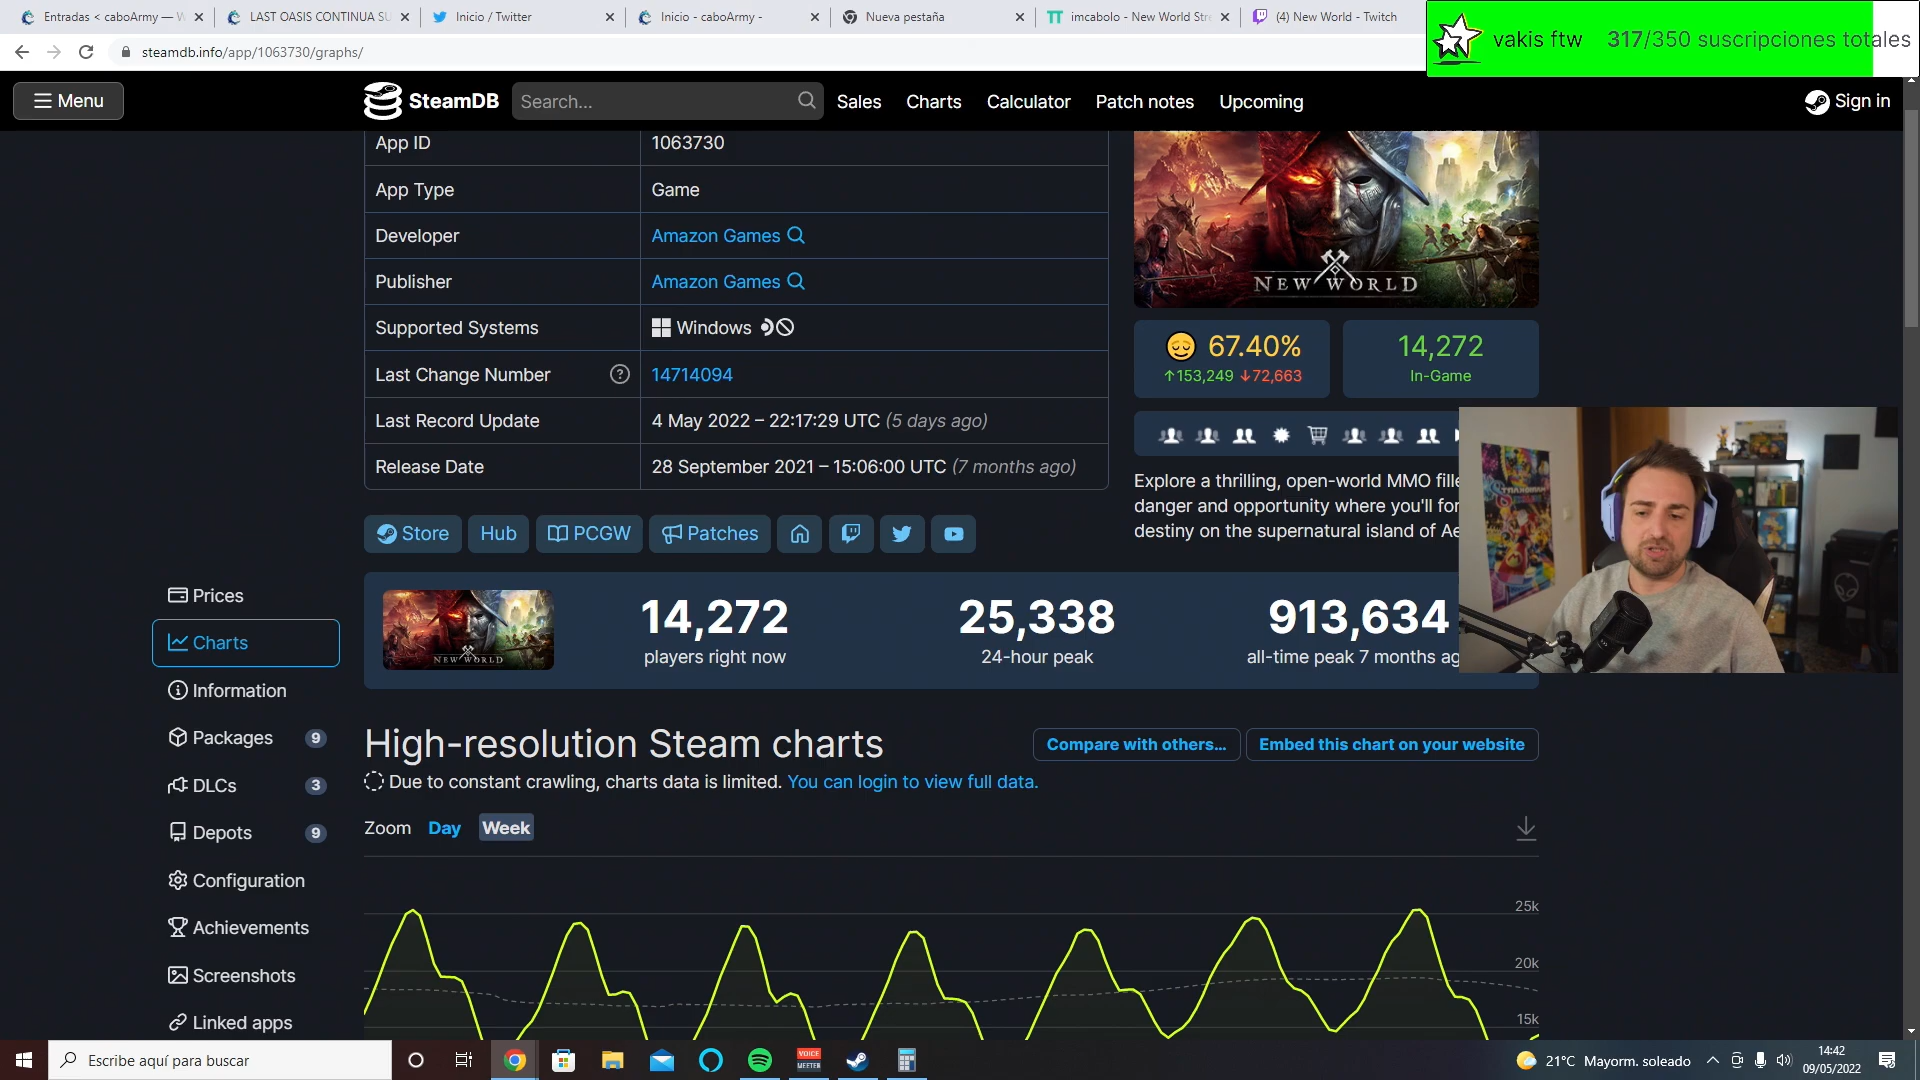 Entradas < caboArmy — W
LAST OASIS CONTINUA SU
Inicio / Twitter
Inicio - caboArmy -
Nueva pestaña
imcabolo - New World Stre
(4) New World - Twitch
vakis ftw 317/350 suscripciones totales
steamdb.info/app/1063730/graphs/
Menu
SteamDB
Search...
Sales
Charts
Calculator
Patch notes
Upcoming
Sign in
App ID 1063730
App Type Game
Developer Amazon Games
Publisher Amazon Games
Supported Systems Windows
Last Change Number ? 14714094
Last Record Update 4 May 2022 – 22:17:29 UTC (5 days ago)
Release Date 28 September 2021 – 15:06:00 UTC (7 months ago)
NEW WORLD
67.40%
↑153,249 ↓72,663
14,272
In-Game
Explore a thrilling, open-world MMO fille
danger and opportunity where you'll for
destiny on the supernatural island of Ae
Store
Hub
PCGW
Patches
NEW WORLD
14,272
players right now
25,338
24-hour peak
913,634
all-time peak 7 months ag
Prices
Charts
Information
Packages 9
DLCs 3
Depots 9
Configuration
Achievements
Screenshots
Linked apps
High-resolution Steam charts
Compare with others...
Embed this chart on your website
Due to constant crawling, charts data is limited. You can login to view full data.
Zoom Day Week
25k
20k
15k
Escribe aquí para buscar
VOICE
MEETER
21°C Mayorm. soleado
14:42
09/05/2022